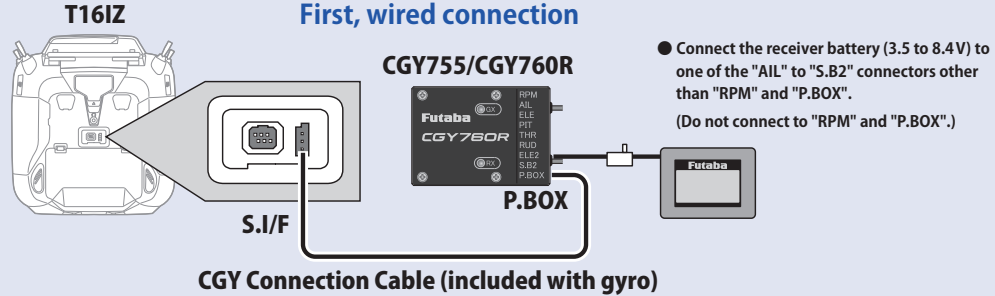 T16IZ
First, wired connection
CGY755/CGY760R
● Connect the receiver battery (3.5 to 8.4 V) to
one of the "AIL" to "S.B2" connectors other
than "RPM" and "P.BOX".
(Do not connect to "RPM" and "P.BOX".)
Futaba
CGY760R
GX
RX
RPM
AIL
ELE
PIT
THR
RUD
ELE2
S.B2
P.BOX
Futaba
P.BOX
S.I/F
CGY Connection Cable (included with gyro)